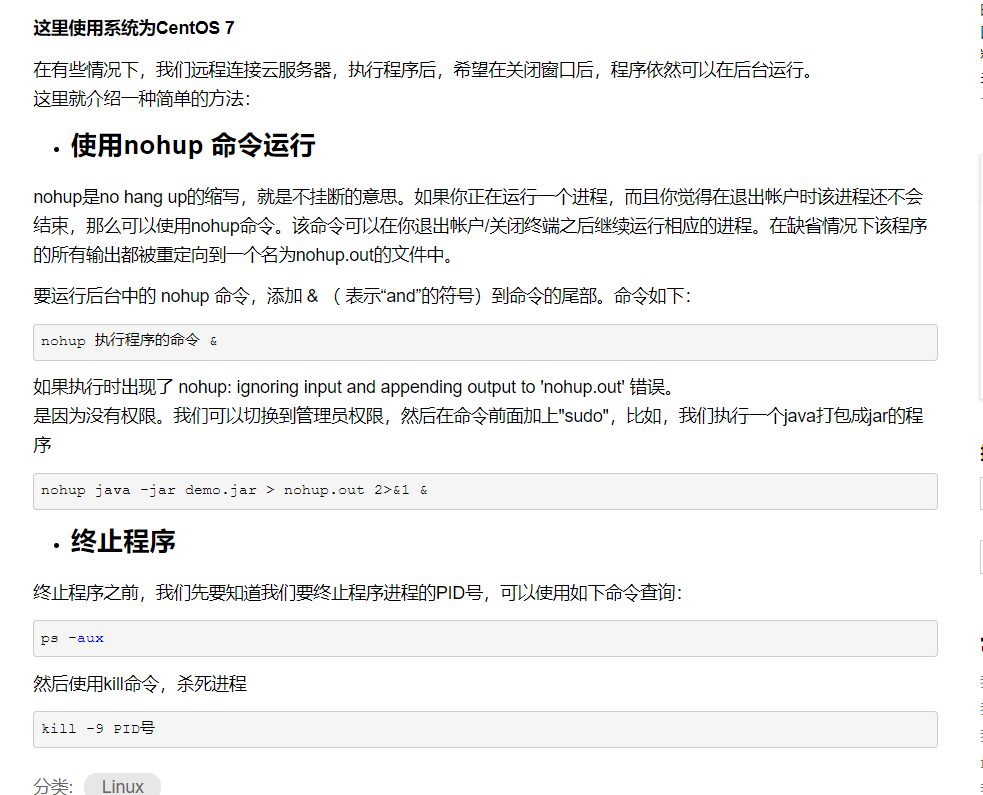 这里使用系统为CentOS 7
在有些情况下，我们远程连接云服务器，执行程序后，希望在关闭窗口后，程序依然可以在后台运行。
这里就介绍一种简单的方法：
• 使用nohup 命令运行
nohup是no hang up的缩写，就是不挂断的意思。如果你正在运行一个进程，而且你觉得在退出帐户时该进程还不会
结束，那么可以使用nohup命令。该命令可以在你退出帐户/关闭终端之后继续运行相应的进程。在缺省情况下该程序
的所有输出都被重定向到一个名为nohup.out的文件中。
要运行后台中的 nohup 命令，添加 & （ 表示“and”的符号）到命令的尾部。命令如下：
nohup 执行程序的命令 &
如果执行时出现了 nohup: ignoring input and appending output to 'nohup.out' 错误。
是因为没有权限。我们可以切换到管理员权限，然后在命令前面加上"sudo"，比如，我们执行一个java打包成jar的程
序
nohup java -jar demo.jar > nohup.out 2>&1 &
• 终止程序
终止程序之前，我们先要知道我们要终止程序进程的PID号，可以使用如下命令查询：
ps -aux
然后使用kill命令，杀死进程
kill -9 PID号
分类: Linux